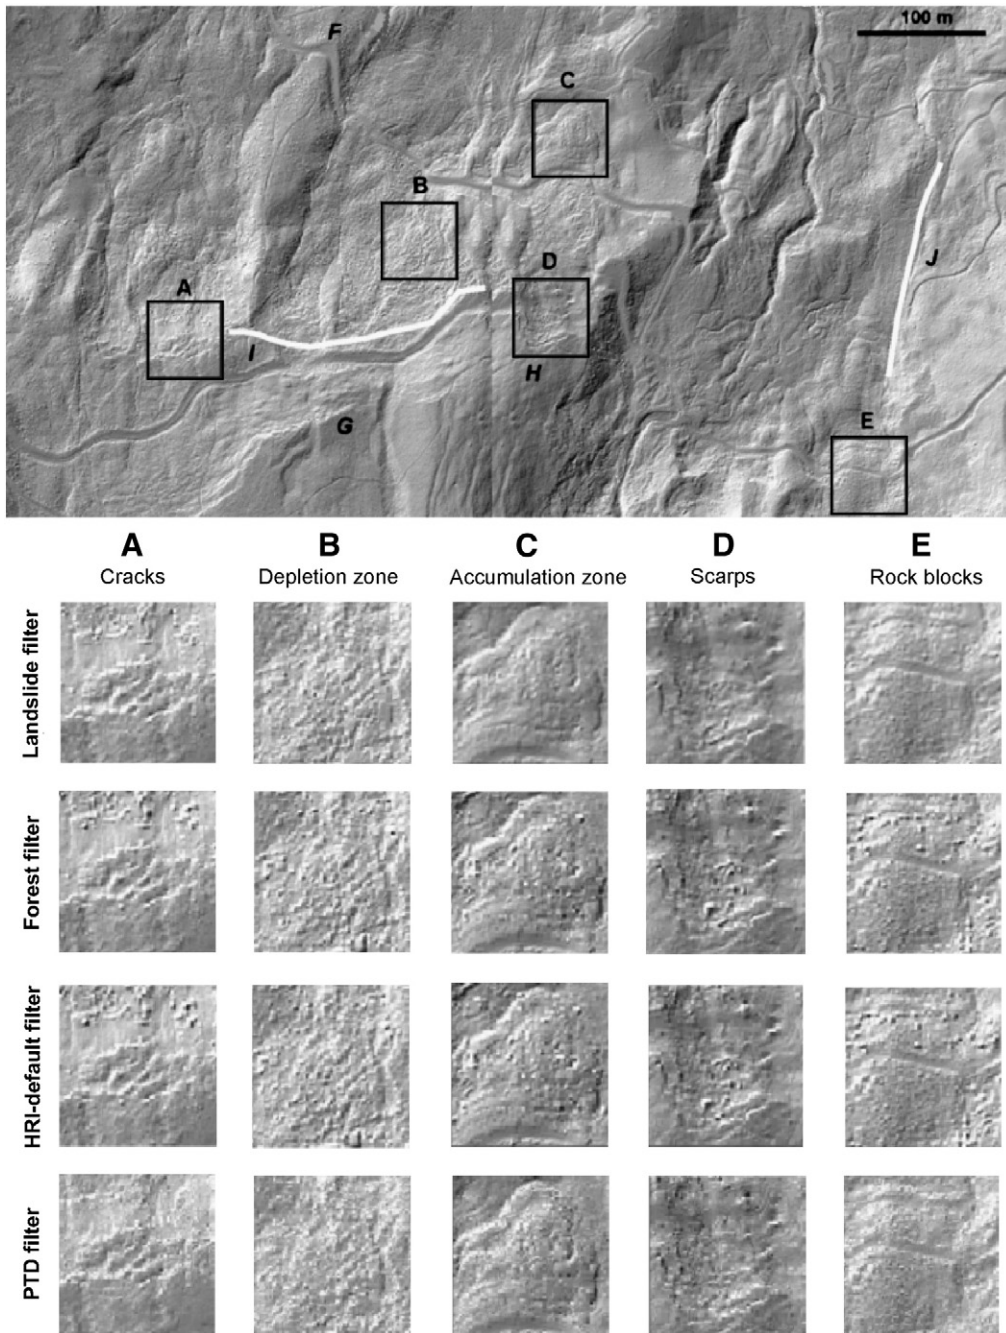 100 m
F
C
B
D
J
A
I
H
G
E
A B C D E
Cracks Depletion zone Accumulation zone Scarps Rock blocks
Landslide filter
Forest filter
HRI-default filter
PTD filter